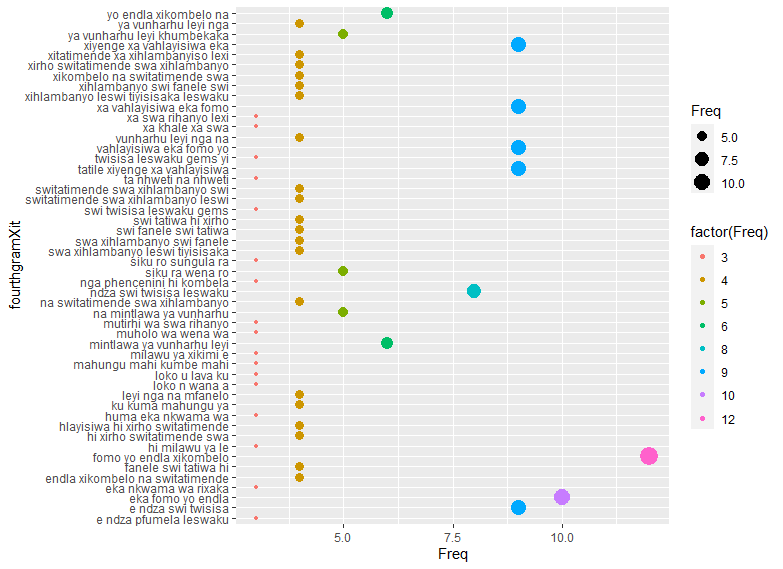 yo endla xikombelo na
ya vunharhu leyi nga
ya vunharhu leyi khumbekaka
xiyenge xa vahlayisiwa eka
xitatimende xa xihlambanyiso lexi
xirho switatimende swa xihlambanyo
xikombelo na switatimende swa
xihlambanyo swi fanele swi
xihlambanyo leswi tiyisisaka leswaku
xa vahlayisiwa eka fomo
xa swa rihanyo lexi
xa khale xa swa
vunharhu leyi nga na
vahlayisiwa eka fomo yo
twisisa leswaku gems yi
tatile xiyenge xa vahlayisiwa
ta nhweti na nhweti
switatimende swa xihlambanyo swi
switatimende swa xihlambanyo leswi
swi twisisa leswaku gems
swi tatiwa hi xirho
swi fanele swi tatiwa
swa xihlambanyo swi fanele
swa xihlambanyo leswi tiyisisaka
siku ro sungula ra
siku ra wena ro
nga phencenini hi kombela
ndza swi twisisa leswaku
na switatimende swa xihlambanyo
na mintlawa ya vunharhu
mutirhi wa swa rihanyo
muholo wa wena wa
mintlawa ya vunharhu leyi
milawu ya xikimi e
mahungu mahi kumbe mahi
loko u lava ku
loko n wana a
leyi nga na mfanelo
ku kuma mahungu ya
huma eka nkwama wa
hlayisiwa hi xirho switatimende
hi xirho switatimende swa
hi milawu ya le
fomo yo endla xikombelo
fanele swi tatiwa hi
endla xikombelo na switatimende
eka nkwama wa rixaka
eka fomo yo endla
e ndza swi twisisa
e ndza pfumela leswaku
fourthgramXit
5.0
7.5
10.0
Freq
Freq
5.0
7.5
10.0
factor(Freq)
3
4
5
6
8
9
10
12